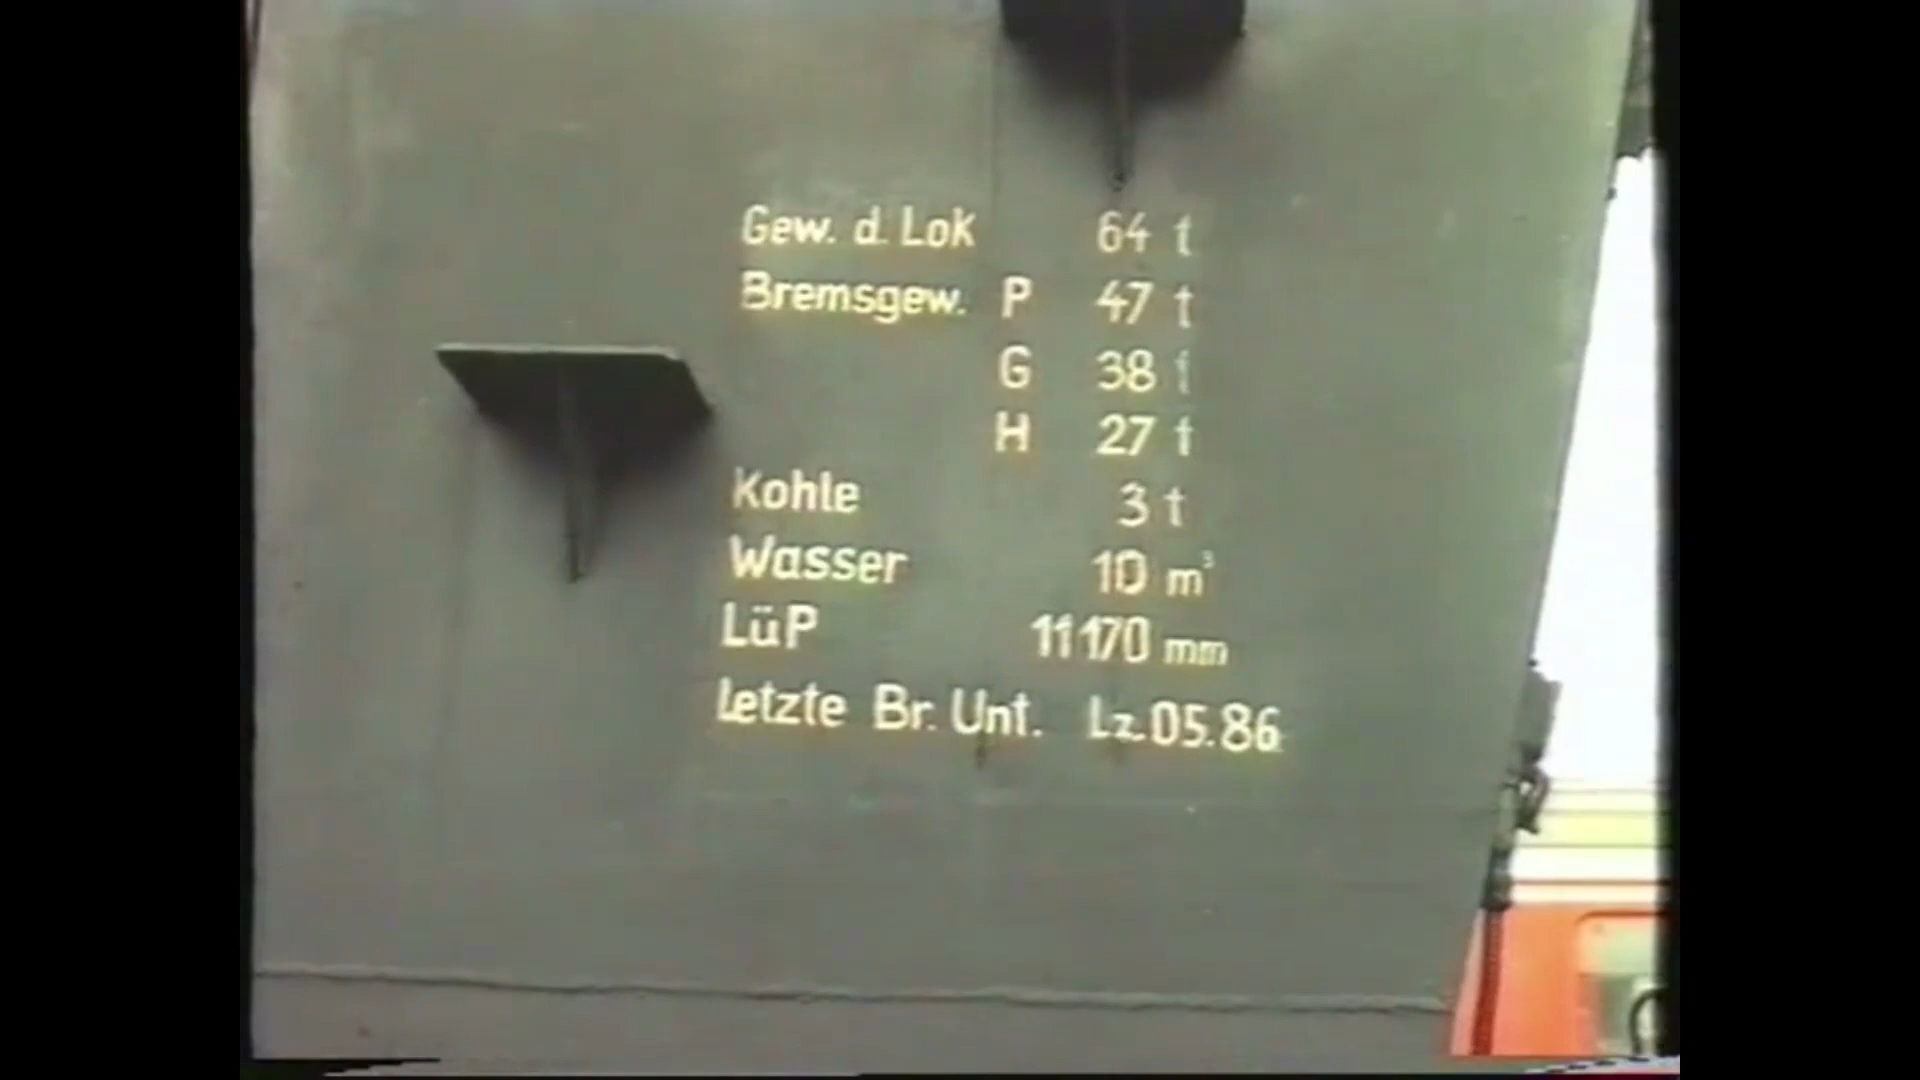 Gew. d. Lok 64 t
Bremsgew. P 47 t
G 38 t
H 27 t
Kohle 3 t
Wasser 10 m³
LüP 11170 mm
Letzte Br. Unt. Lz. 05. 86